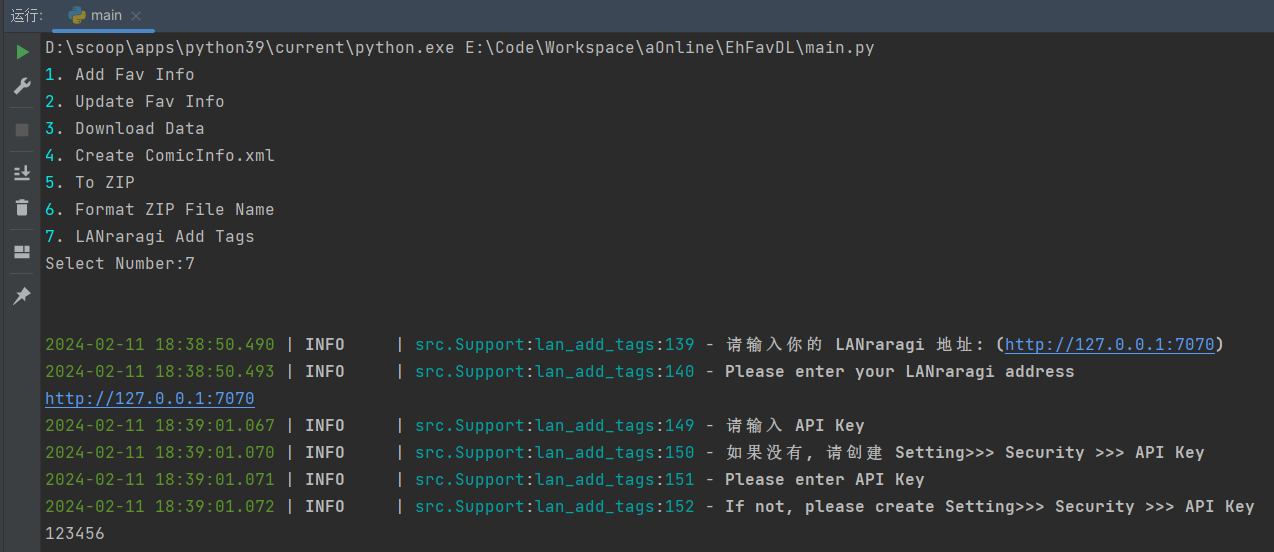 运行: main
D:\scoop\apps\python39\current\python.exe E:\Code\Workspace\aOnline\EhFavDL\main.py
1. Add Fav Info
2. Update Fav Info
3. Download Data
4. Create ComicInfo.xml
5. To ZIP
6. Format ZIP File Name
7. LANraragi Add Tags
Select Number:7
2024-02-11 18:38:50.490 | INFO     | src.Support:lan_add_tags:139 - 请输入你的 LANraragi 地址: (http://127.0.0.1:7070)
2024-02-11 18:38:50.493 | INFO     | src.Support:lan_add_tags:140 - Please enter your LANraragi address
http://127.0.0.1:7070
2024-02-11 18:39:01.067 | INFO     | src.Support:lan_add_tags:149 - 请输入 API Key
2024-02-11 18:39:01.070 | INFO     | src.Support:lan_add_tags:150 - 如果没有, 请创建 Setting>>> Security >>> API Key
2024-02-11 18:39:01.071 | INFO     | src.Support:lan_add_tags:151 - Please enter API Key
2024-02-11 18:39:01.072 | INFO     | src.Support:lan_add_tags:152 - If not, please create Setting>>> Security >>> API Key
123456